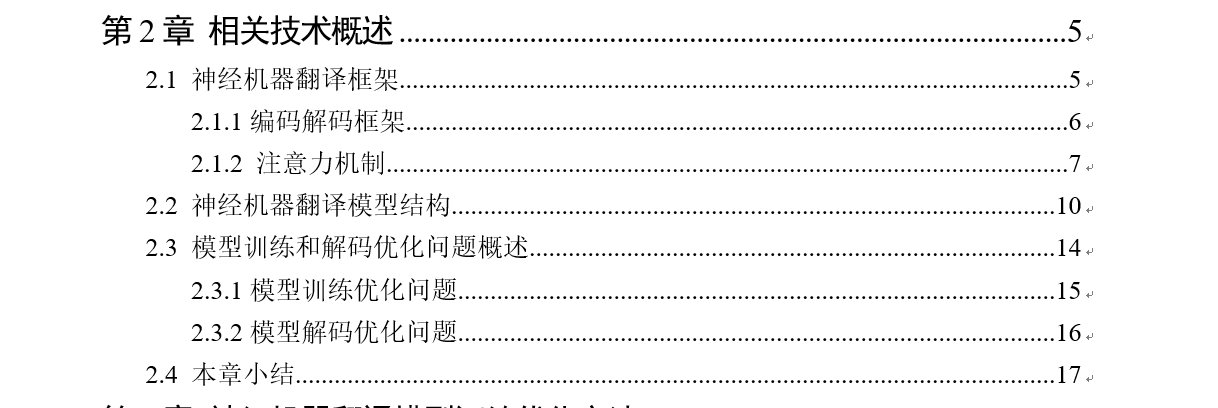 第 2 章 相关技术概述 5
2.1 神经机器翻译框架 5
2.1.1 编码解码框架 6
2.1.2 注意力机制 7
2.2 神经机器翻译模型结构 10
2.3 模型训练和解码优化问题概述 14
2.3.1 模型训练优化问题 15
2.3.2 模型解码优化问题 16
2.4 本章小结 17